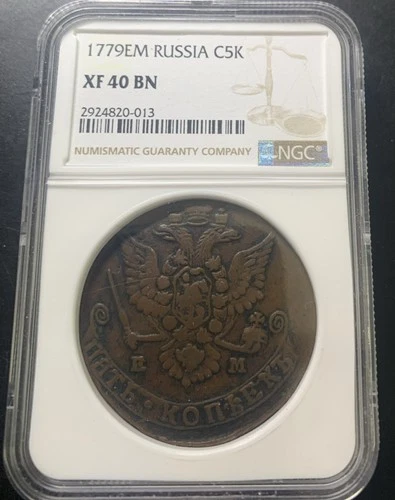 1779EM RUSSIA C5K
XF 40 BN
2924820-013
NUMISMATIC GUARANTY COMPANY
NGC®
Е М
ПЯТЬ • КОПѢЕКЪ